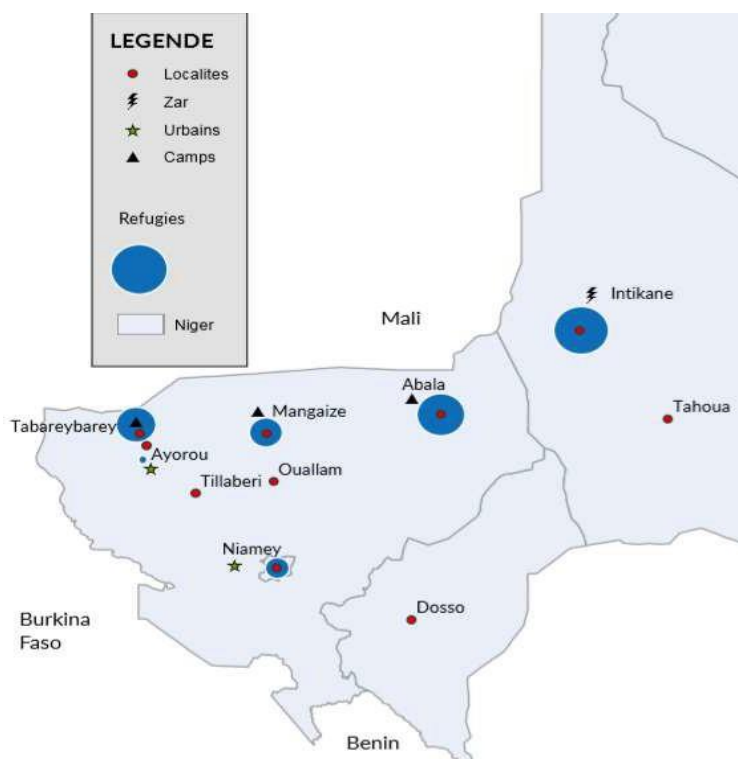 LEGENDE
Localites
Zar
Urbains
Camps
Refugies
Niger
Mali
Intikane
Abala
Tahoua
Tabareybarey
Mangaize
Ayorou
Ouallam
Tillaberi
Niamey
Dosso
Burkina
Faso
Benin